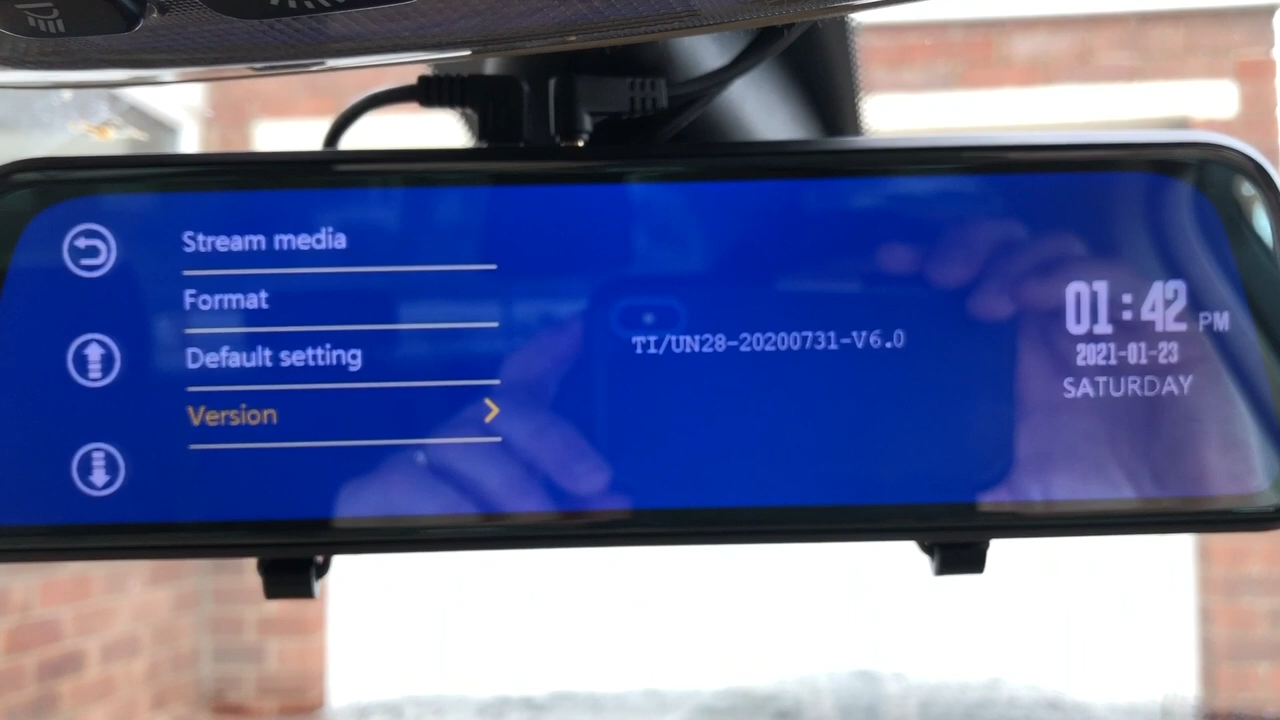 Stream media
Format
Default setting
Version
TI/UN28-20200731-V6.0
01:42 PM
2021-01-23
SATURDAY